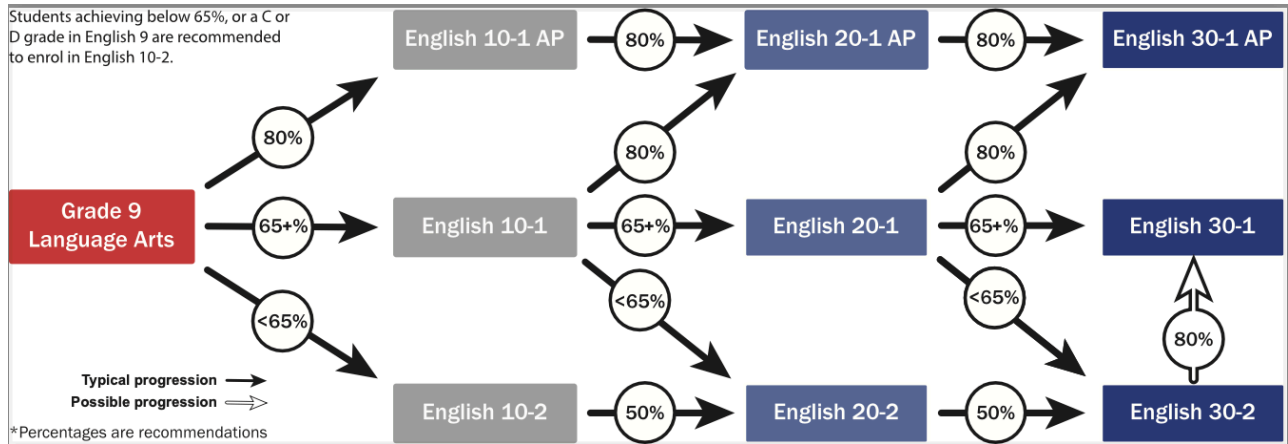 Students achieving below 65%, or a C or
D grade in English 9 are recommended
to enrol in English 10-2.
English 10-1 AP
80%
English 20-1 AP
80%
English 30-1 AP
80%
80%
80%
Grade 9
Language Arts
65+%
English 10-1
65+%
English 20-1
65+%
English 30-1
<65%
<65%
<65%
80%
Typical progression
Possible progression
English 10-2
50%
English 20-2
50%
English 30-2
*Percentages are recommendations